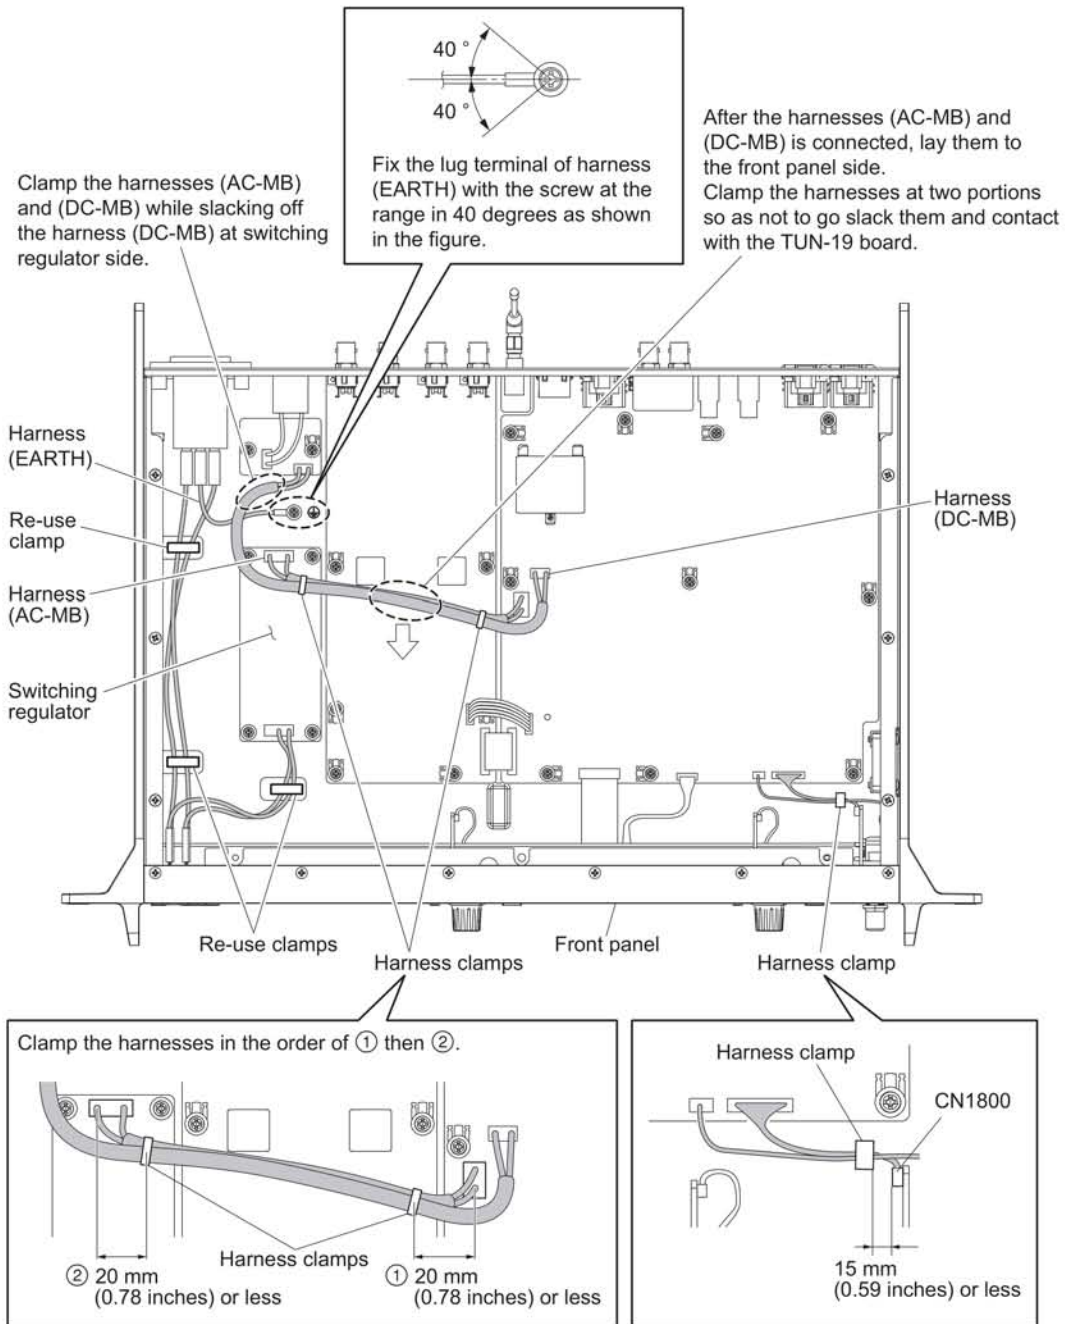 40 °
40 °
Fix the lug terminal of harness
(EARTH) with the screw at the
range in 40 degrees as shown
in the figure.
After the harnesses (AC-MB) and
(DC-MB) is connected, lay them to
the front panel side.
Clamp the harnesses at two portions
so as not to go slack them and contact
with the TUN-19 board.
Clamp the harnesses (AC-MB)
and (DC-MB) while slacking off
the harness (DC-MB) at switching
regulator side.
Harness
(EARTH)
Re-use
clamp
Harness
(AC-MB)
Switching
regulator
Harness
(DC-MB)
Re-use clamps
Harness clamps
Front panel
Harness clamp
Clamp the harnesses in the order of ① then ②.
Harness clamps
② 20 mm
(0.78 inches) or less
① 20 mm
(0.78 inches) or less
Harness clamp
CN1800
15 mm
(0.59 inches) or less